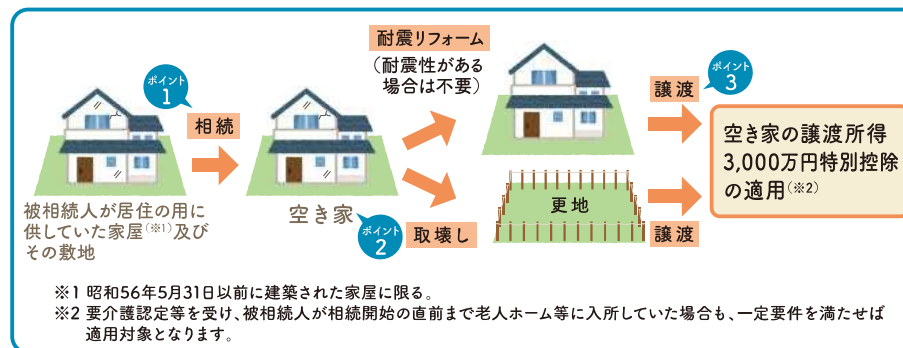 耐震リフォーム
(耐震性がある
場合は不要)
ポイント
1
相続
ポイント
3
譲渡
空き家の譲渡所得
3,000万円特別控除
の適用(※2)
被相続人が居住の用に
供していた家屋(※1)及び
その敷地
空き家
ポイント
2
取壊し
更地
譲渡
※1 昭和56年5月31日以前に建築された家屋に限る。
※2 要介護認定等を受け、被相続人が相続開始の直前まで老人ホーム等に入所していた場合も、一定要件を満たせば
適用対象となります。